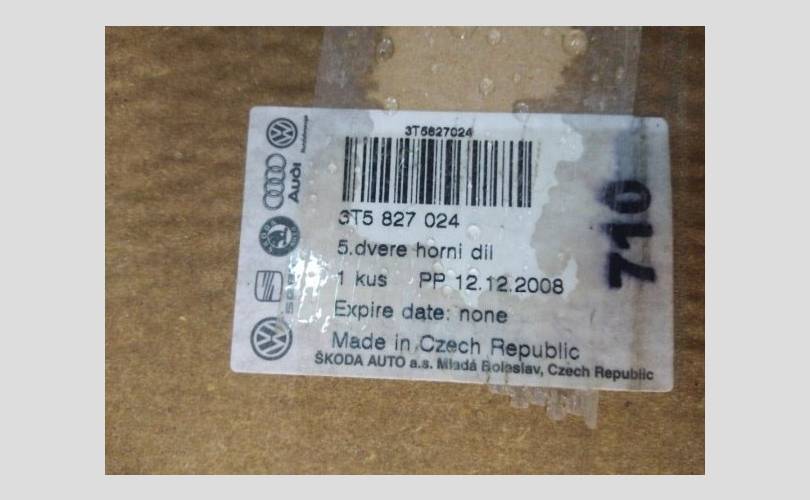 3T5827024
3T5 827 024
5.dvere horni dil
1 kus PP 12.12.2008
Expire date: none
Made in Czech Republic
ŠKODA AUTO a.s. Mladá Boleslav, Czech Republic
710
Audi